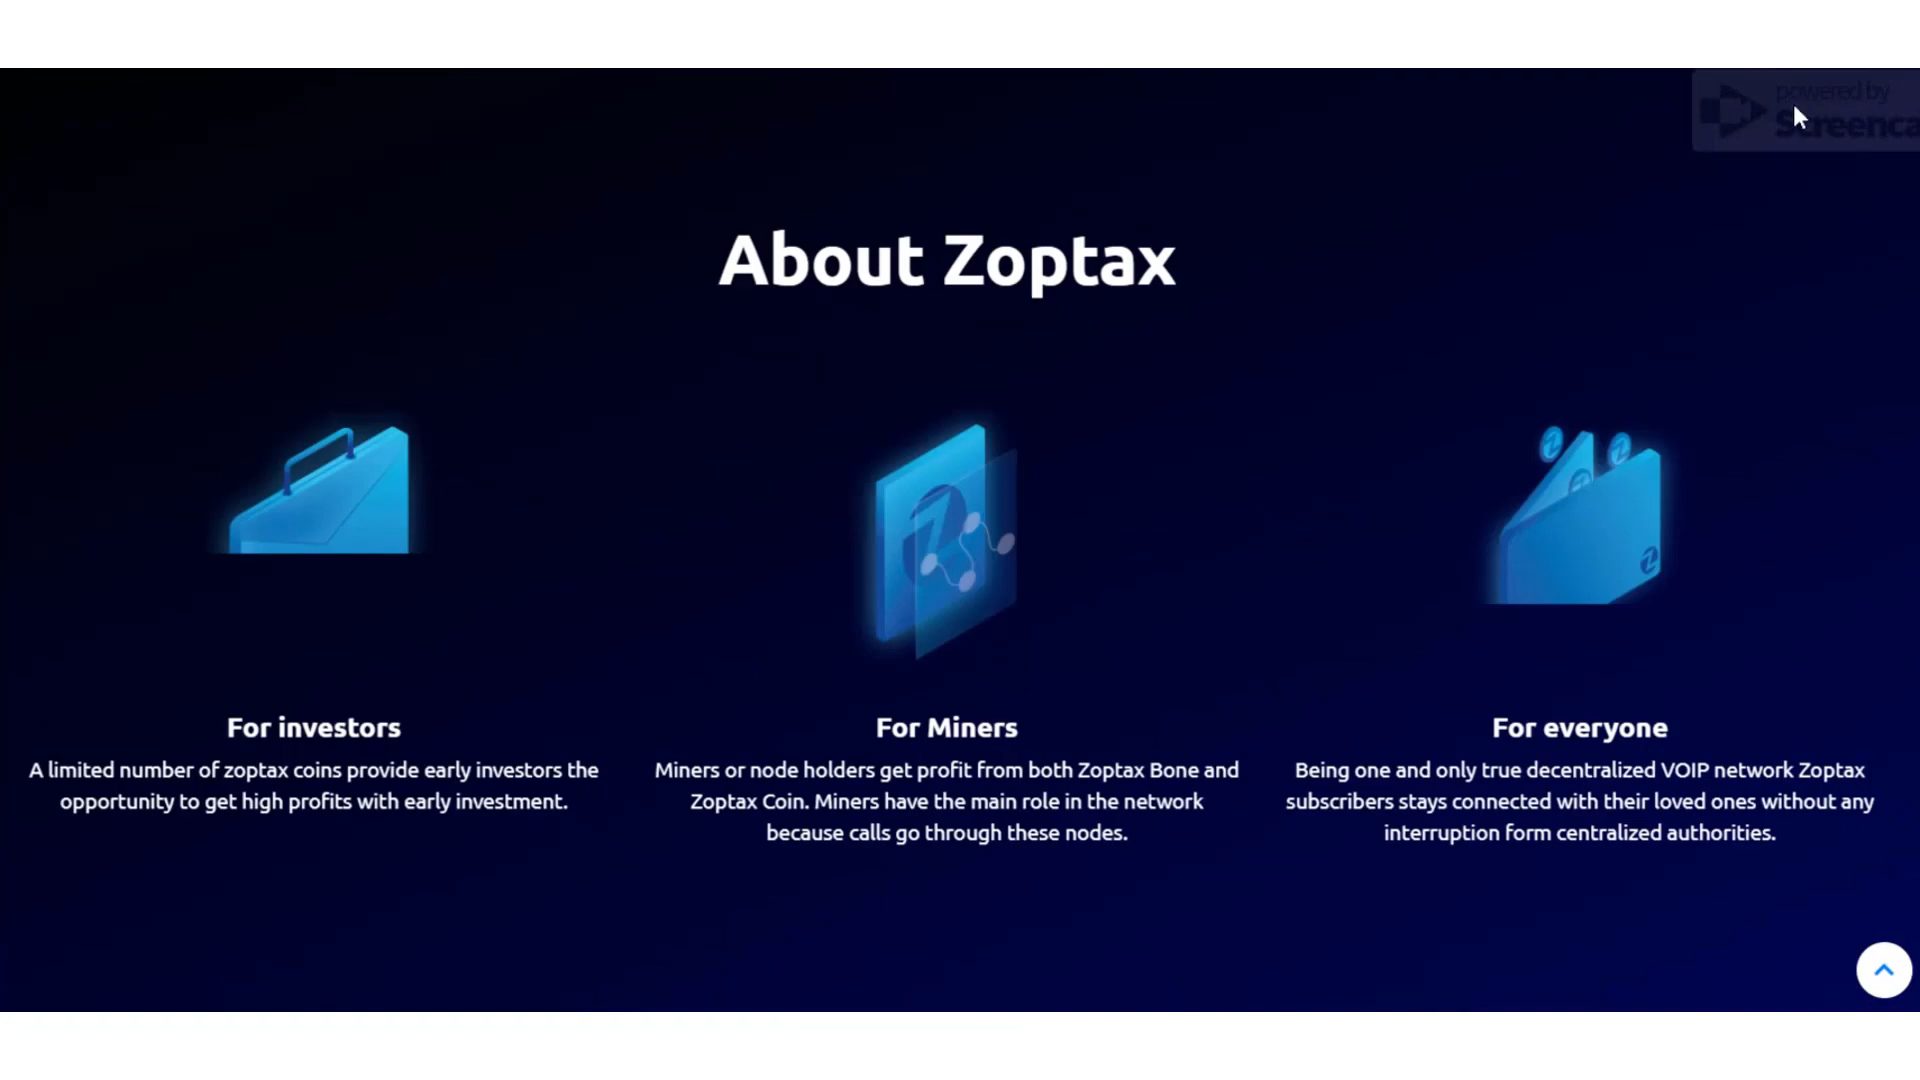 powered by
About Zoptax
For investors
A limited number of zoptax coins provide early investors the
opportunity to get high profits with early investment.
For Miners
Miners or node holders get profit from both Zoptax Bone and
Zoptax Coin. Miners have the main role in the network
because calls go through these nodes.
For everyone
Being one and only true decentralized VOIP network Zoptax
subscribers stays connected with their loved ones without any
interruption form centralized authorities.